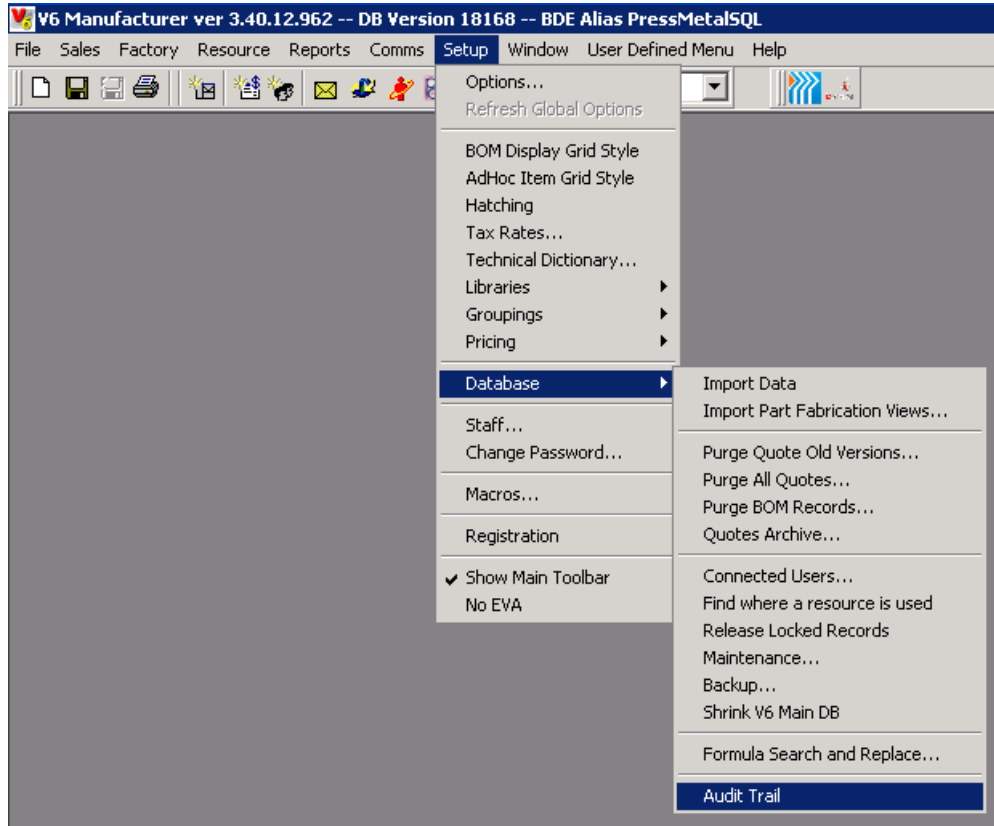 V6 Manufacturer ver 3.40.12.962 -- DB Version 18168 -- BDE Alias PressMetalSQL
File Sales Factory Resource Reports Comms Setup Window User Defined Menu Help
Options...
Refresh Global Options
BOM Display Grid Style
AdHoc Item Grid Style
Hatching
Tax Rates...
Technical Dictionary...
Libraries
Groupings
Pricing
Database
Staff...
Change Password...
Macros...
Registration
Show Main Toolbar
No EVA
Import Data
Import Part Fabrication Views...
Purge Quote Old Versions...
Purge All Quotes...
Purge BOM Records...
Quotes Archive...
Connected Users...
Find where a resource is used
Release Locked Records
Maintenance...
Backup...
Shrink V6 Main DB
Formula Search and Replace...
Audit Trail